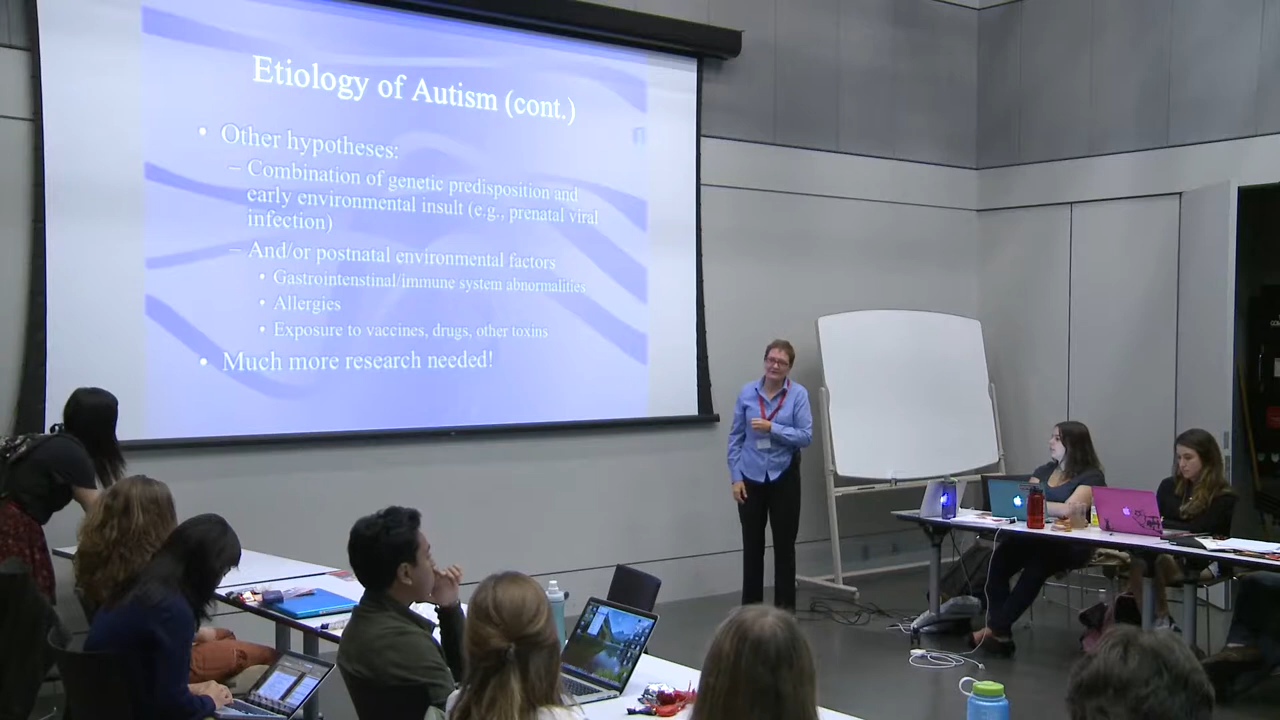 Etiology of Autism (cont.)
• Other hypotheses:
– Combination of genetic predisposition and
early environmental insult (e.g., prenatal viral
infection)
– And/or postnatal environmental factors
• Gastrointenstinal/immune system abnormalities
• Allergies
• Exposure to vaccines, drugs, other toxins
• Much more research needed!